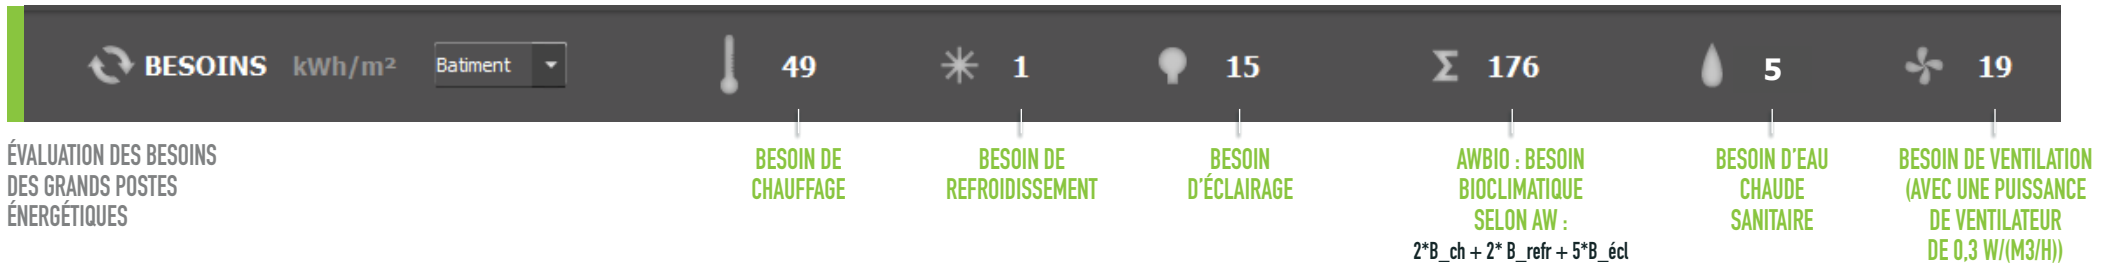 BESOINS kWh/m² Batiment 49 1 15 Σ 176 5 19
ÉVALUATION DES BESOINS
DES GRANDS POSTES
ÉNERGÉTIQUES
BESOIN DE
CHAUFFAGE
BESOIN DE
REFROIDISSEMENT
BESOIN
D'ÉCLAIRAGE
AWBIO : BESOIN
BIOCLIMATIQUE
SELON AW :
2*B_ch + 2* B_refr + 5*B_écl
BESOIN D'EAU
CHAUDE
SANITAIRE
BESOIN DE VENTILATION
(AVEC UNE PUISSANCE
DE VENTILATEUR
DE 0,3 W/(M3/H))